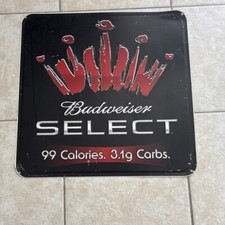 Budweiser
SELECT
99 Calories. 3.1g Carbs.